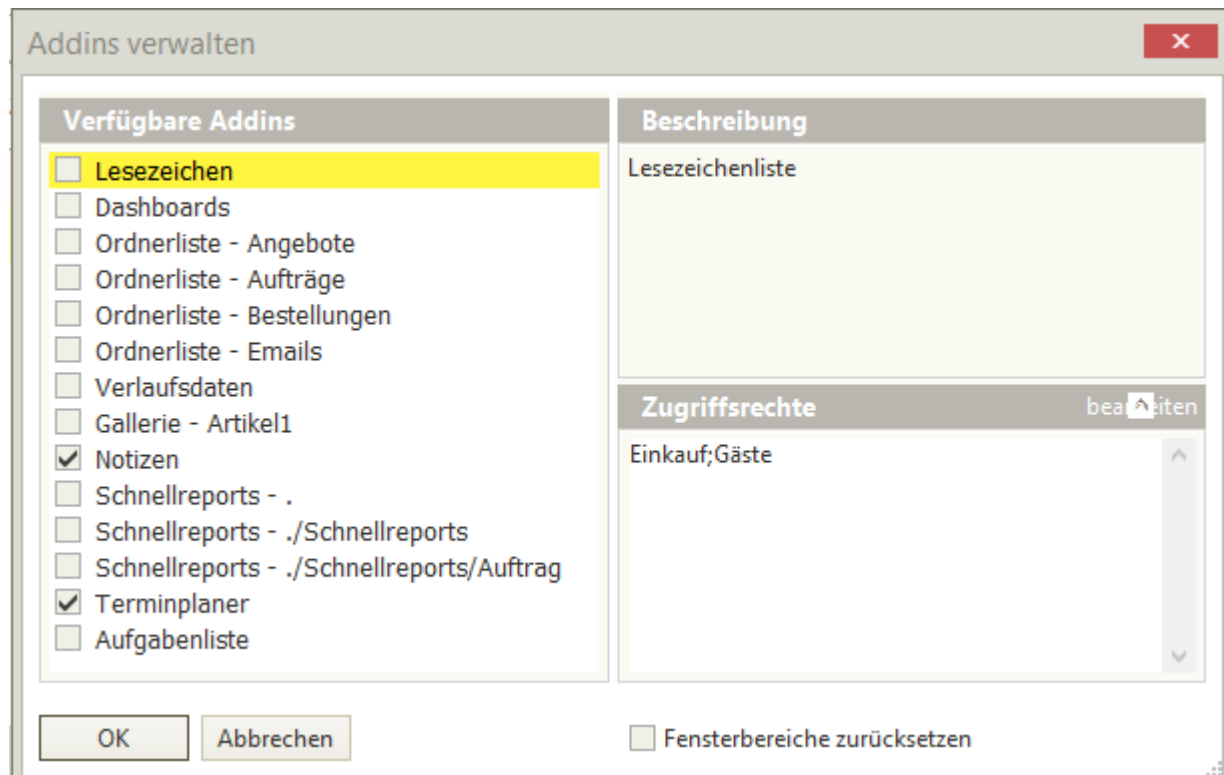 Addins verwalten
Verfügbare Addins
Lesezeichen
Dashboards
Ordnerliste - Angebote
Ordnerliste - Aufträge
Ordnerliste - Bestellungen
Ordnerliste - Emails
Verlaufsdaten
Gallerie - Artikel1
Notizen
Schnellreports - .
Schnellreports - ./Schnellreports
Schnellreports - ./Schnellreports/Auftrag
Terminplaner
Aufgabenliste
Beschreibung
Lesezeichenliste
Zugriffsrechte bearbeiten
Einkauf;Gäste
OK Abbrechen
Fensterbereiche zurücksetzen